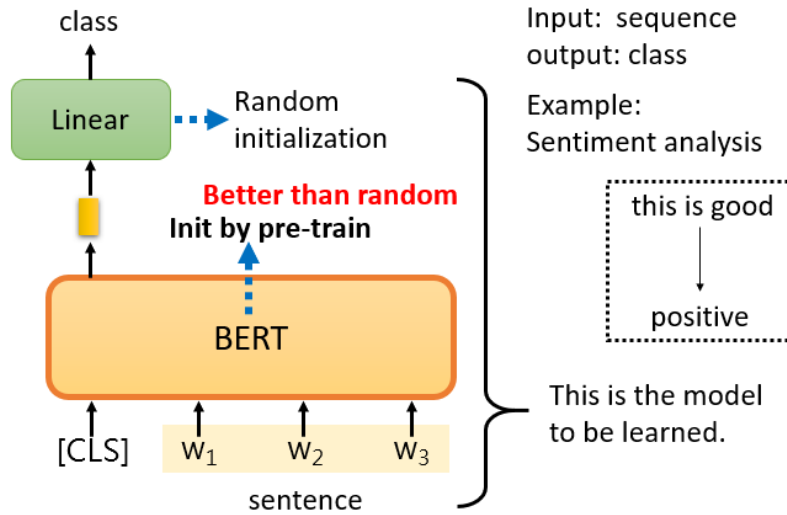 class
Linear
Random
initialization
Better than random
Init by pre-train
BERT
[CLS]
w₁
w₂
w₃
sentence
Input: sequence
output: class
Example:
Sentiment analysis
this is good
positive
This is the model
to be learned.